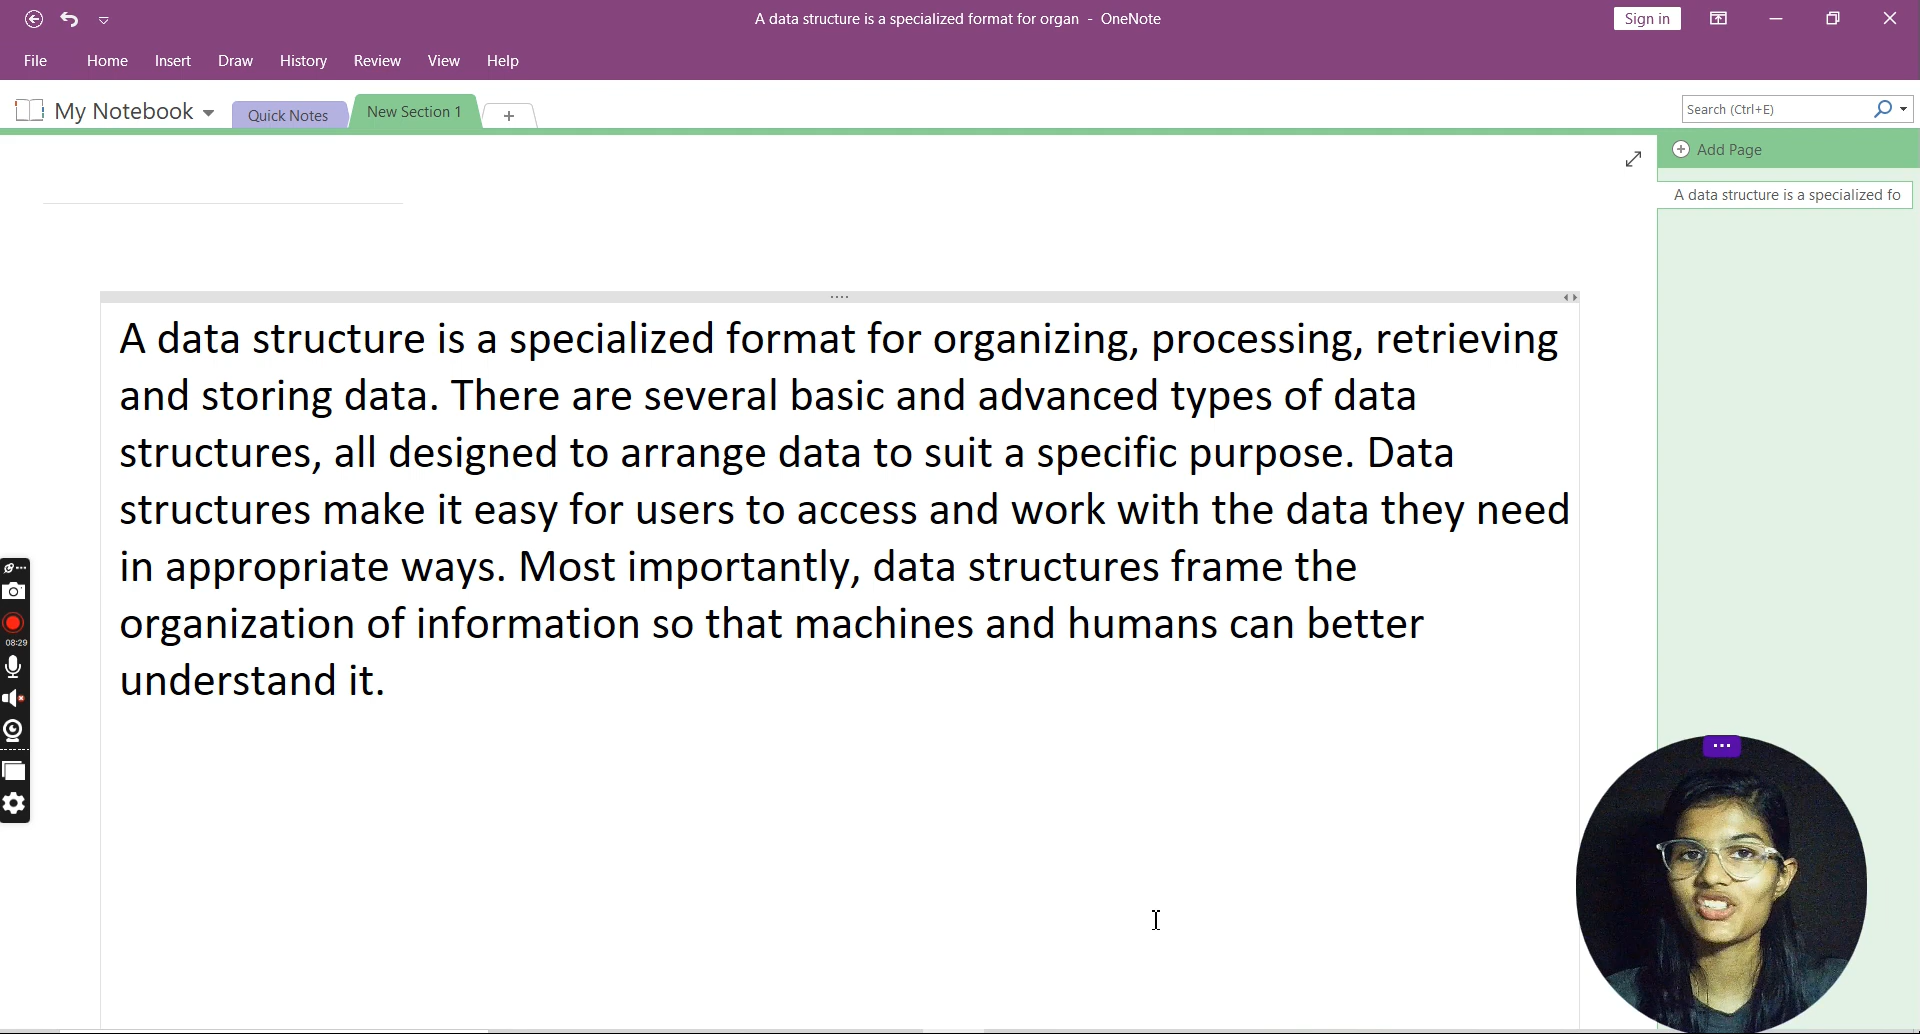 A data structure is a specialized format for organ - OneNote
Sign in
File Home Insert Draw History Review View Help
My Notebook Quick Notes New Section 1 +
Search (Ctrl+E)
Add Page
A data structure is a specialized fo
A data structure is a specialized format for organizing, processing, retrieving
and storing data. There are several basic and advanced types of data
structures, all designed to arrange data to suit a specific purpose. Data
structures make it easy for users to access and work with the data they need
in appropriate ways. Most importantly, data structures frame the
organization of information so that machines and humans can better
understand it.
08:29